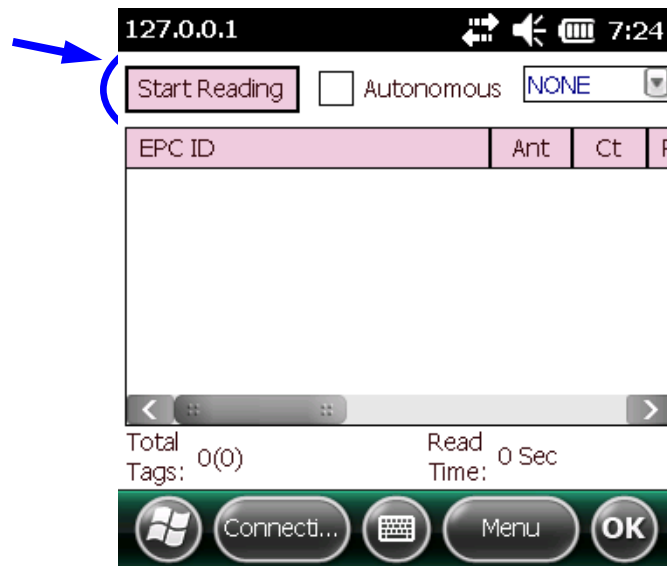 127.0.0.1 7:24
Start Reading Autonomous NONE
EPC ID Ant Ct
Total Tags: 0(0) Read Time: 0 Sec
Connecti... Menu OK